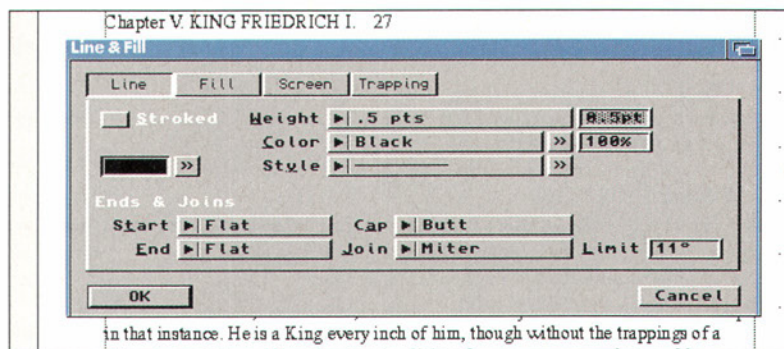 Chapter V. KING FRIEDRICH I. 27
Line & Fill
Line Fill Screen Trapping
Stroked Weight .5 pts 0.5pt
Color Black » 100%
» Style »
Ends & Joins
Start Flat Cap Butt
End Flat Join Miter Limit 11°
OK Cancel
in that instance. He is a King every inch of him, though without the trappings of a